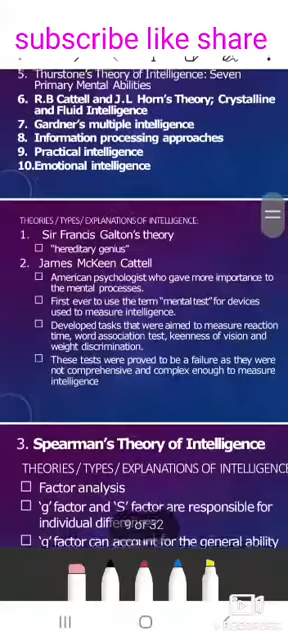 subscribe like share
5. Thurstone's Theory of Intelligence: Seven
Primary Mental Abilities
6. R.B Cattell and J.L Horn's Theory; Crystalline
and Fluid Intelligence
7. Gardner's multiple intelligence
8. Information processing approaches
9. Practical intelligence
10.Emotional intelligence
THEORIES / TYPES/ EXPLANATIONS OF INTELLIGENCE:
1. Sir Francis Galton's theory
"hereditary genius"
2. James McKeen Cattell
American psychologist who gave more importance to
the mental processes.
First ever to use the term "mental test" for devices
used to measure intelligence.
Developed tasks that were aimed to measure reaction
time, word association test, keenness of vision and
weight discrimination.
These tests were proved to be a failure as they were
not comprehensive and complex enough to measure
intelligence
3. Spearman's Theory of Intelligence
THEORIES / TYPES/ EXPLANATIONS OF INTELLIGENCE
Factor analysis
'g' factor and 'S' factor are responsible for
individual
9 of 32
'g' factor can account for the general ability